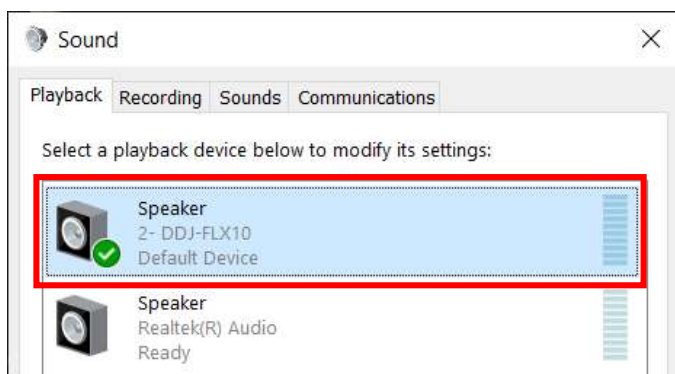 Sound
Playback Recording Sounds Communications
Select a playback device below to modify its settings:
Speaker
2- DDJ-FLX10
Default Device
Speaker
Realtek(R) Audio
Ready